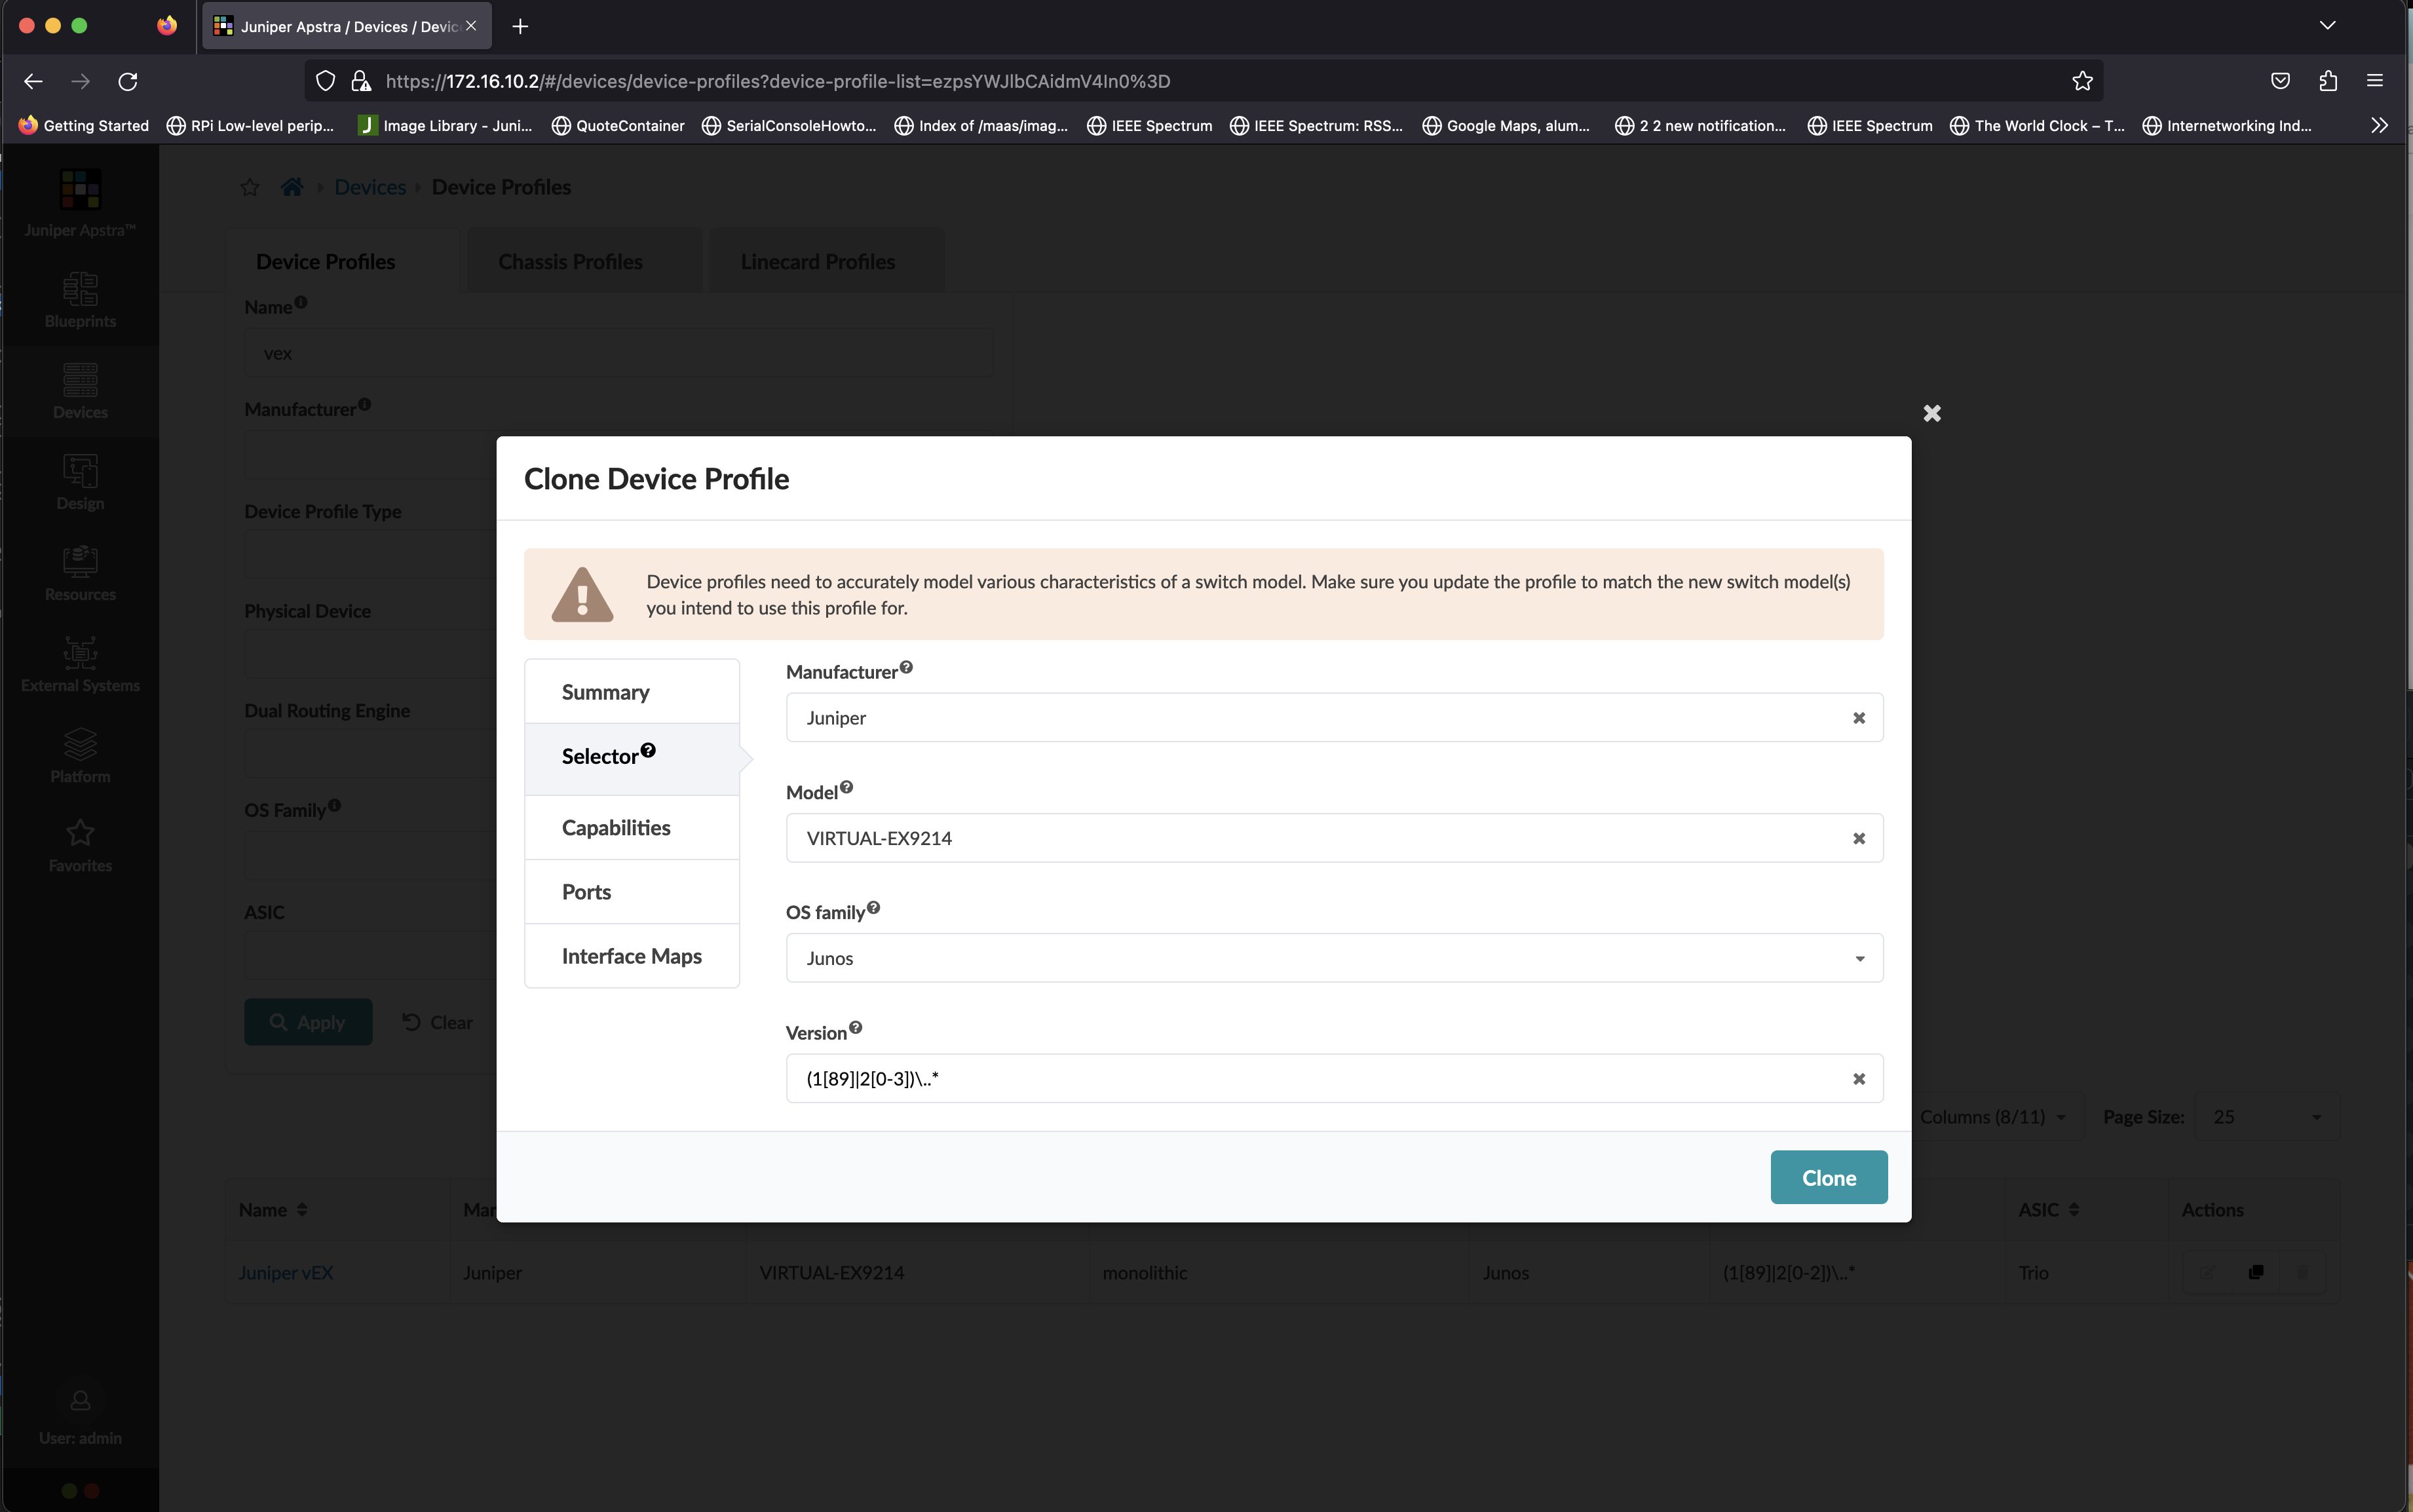 Juniper Apstra / Devices / Devic
https://172.16.10.2/#/devices/device-profiles?device-profile-list=ezpsYWJlbCAidmV4In0%3D
Getting Started
RPi Low-level perip...
Image Library - Juni...
QuoteContainer
SerialConsoleHowto...
Index of /maas/imag...
IEEE Spectrum
IEEE Spectrum: RSS...
Google Maps, alum...
2 2 new notification...
IEEE Spectrum
The World Clock – T...
Internetworking Ind...
Juniper Apstra™
Blueprints
Devices
Design
Resources
External Systems
Platform
Favorites
User: admin
Devices
Device Profiles
Device Profiles
Chassis Profiles
Linecard Profiles
Name
vex
Manufacturer
Device Profile Type
Physical Device
Dual Routing Engine
OS Family
ASIC
Apply
Clear
Clone Device Profile
Device profiles need to accurately model various characteristics of a switch model. Make sure you update the profile to match the new switch model(s)
you intend to use this profile for.
Summary
Selector
Capabilities
Ports
Interface Maps
Manufacturer
Juniper
Model
VIRTUAL-EX9214
OS family
Junos
Version
(1[89]|2[0-3])\..*
Clone
Columns (8/11)
Page Size:
25
Name
Mar
ASIC
Actions
Juniper vEX
Juniper
VIRTUAL-EX9214
monolithic
Junos
(1[89]|2[0-2])\..*
Trio